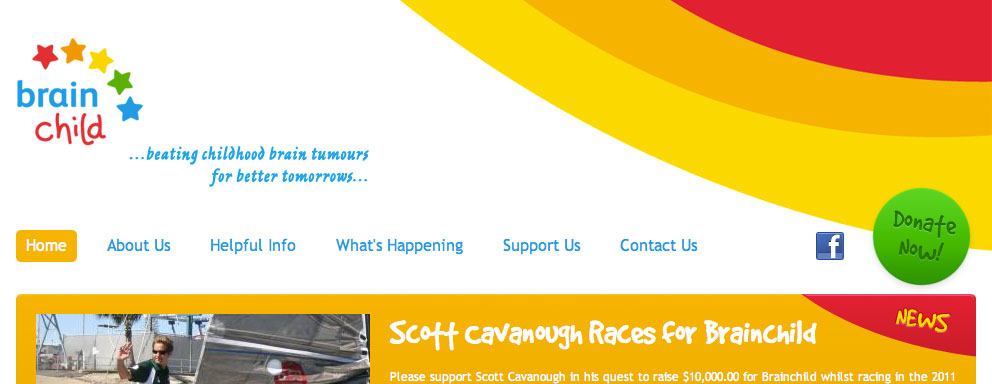 brain
child
...beating childhood brain tumours
for better tomorrows...
Home About Us Helpful Info What's Happening Support Us Contact Us
f
Donate
Now!
NEWS
Scott Cavanough Races for Brainchild
Please support Scott Cavanough in his quest to raise $10,000.00 for Brainchild whilst racing in the 2011